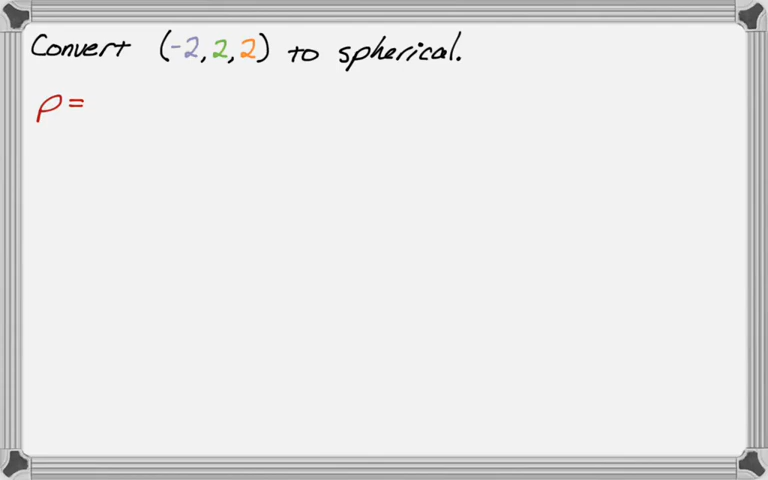 Convert (-2, 2, 2) to spherical.
ρ =